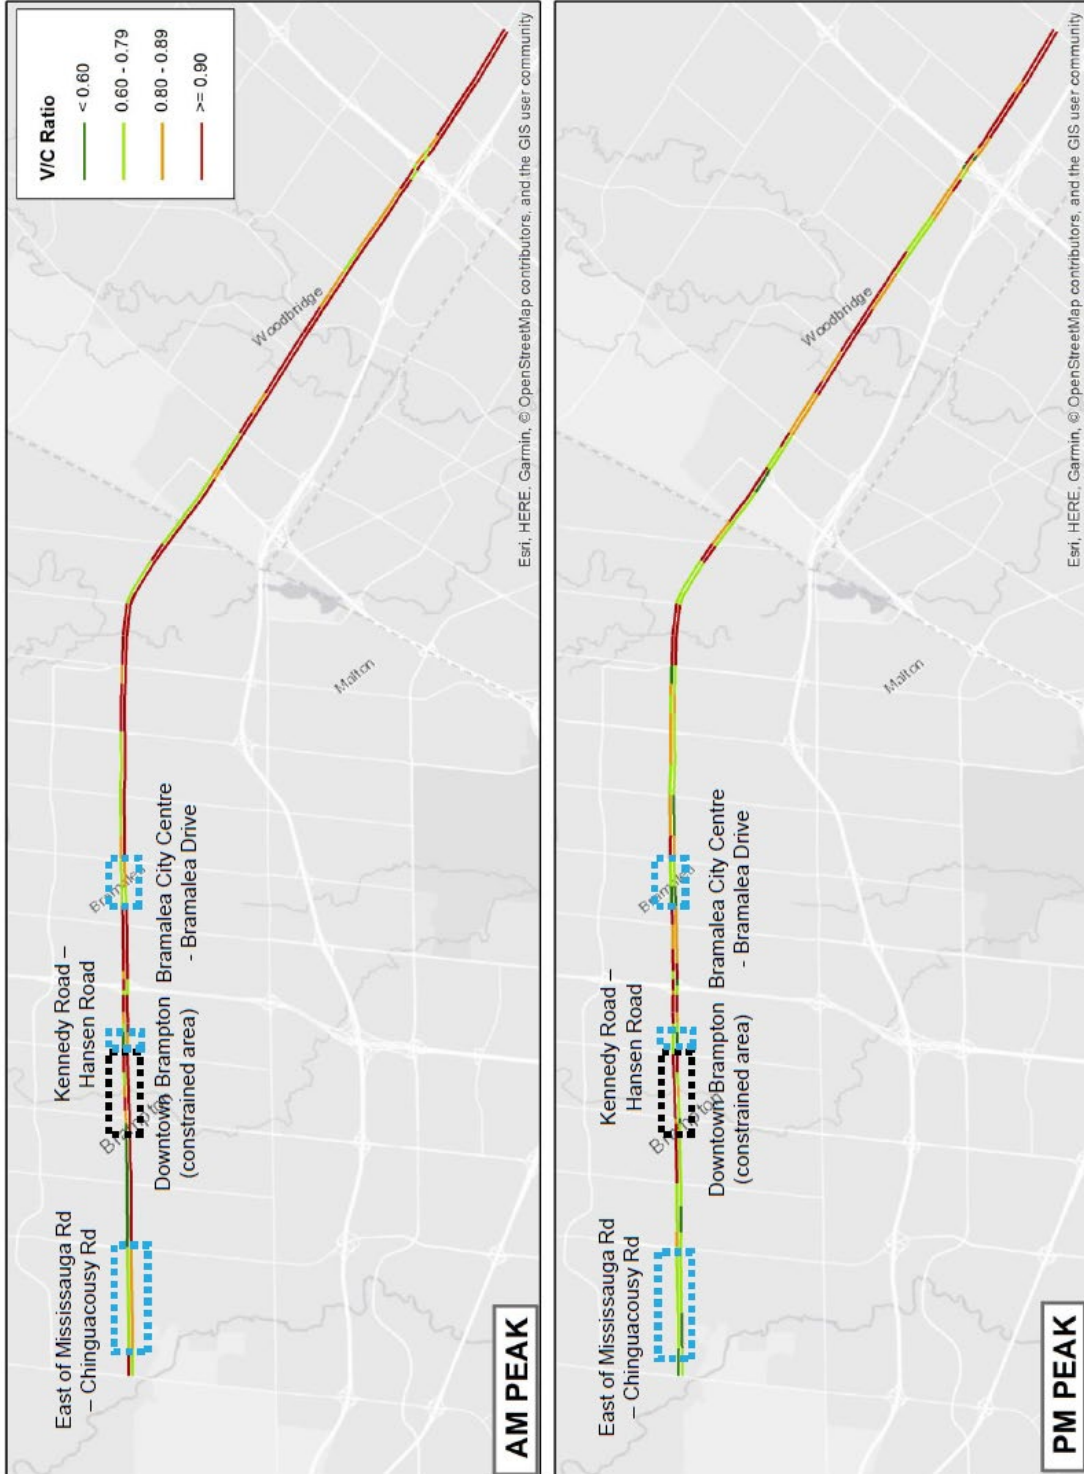 V/C Ratio
< 0.60
0.60 - 0.79
0.80 - 0.89
>= 0.90
East of Mississauga Rd
– Chinguacousy Rd
Kennedy Road –
Hansen Road
Brampton
Downtown Brampton
(constrained area)
Bramalea
Bramalea City Centre
- Bramalea Drive
Malton
Woodbridge
AM PEAK
Esri, HERE, Garmin, © OpenStreetMap contributors, and the GIS user community
East of Mississauga Rd
– Chinguacousy Rd
Kennedy Road –
Hansen Road
Brampton
Downtown Brampton
(constrained area)
Bramalea
Bramalea City Centre
- Bramalea Drive
Malton
Woodbridge
PM PEAK
Esri, HERE, Garmin, © OpenStreetMap contributors, and the GIS user community